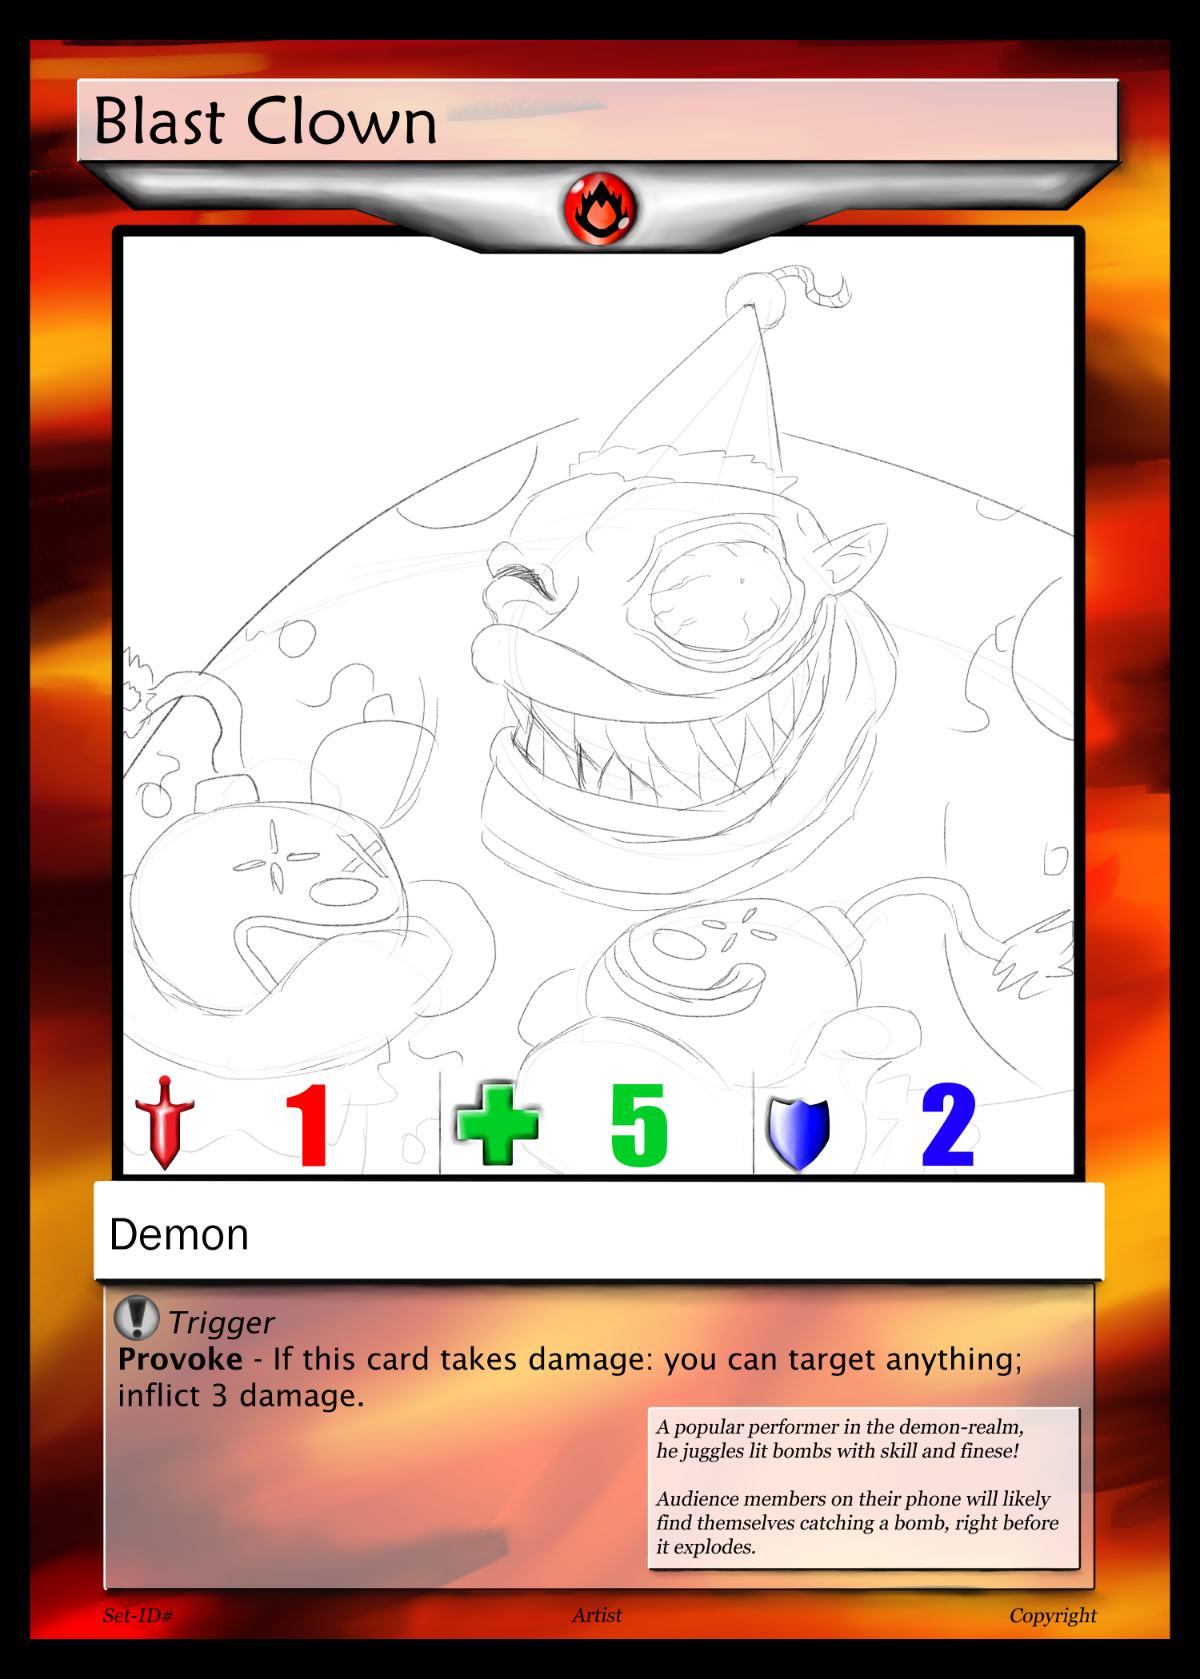 Blast Clown
1 5 2
Demon
Trigger
Provoke - If this card takes damage: you can target anything;
inflict 3 damage.
A popular performer in the demon-realm,
he juggles lit bombs with skill and finese!
Audience members on their phone will likely
find themselves catching a bomb, right before
it explodes.
Set-ID# Artist Copyright